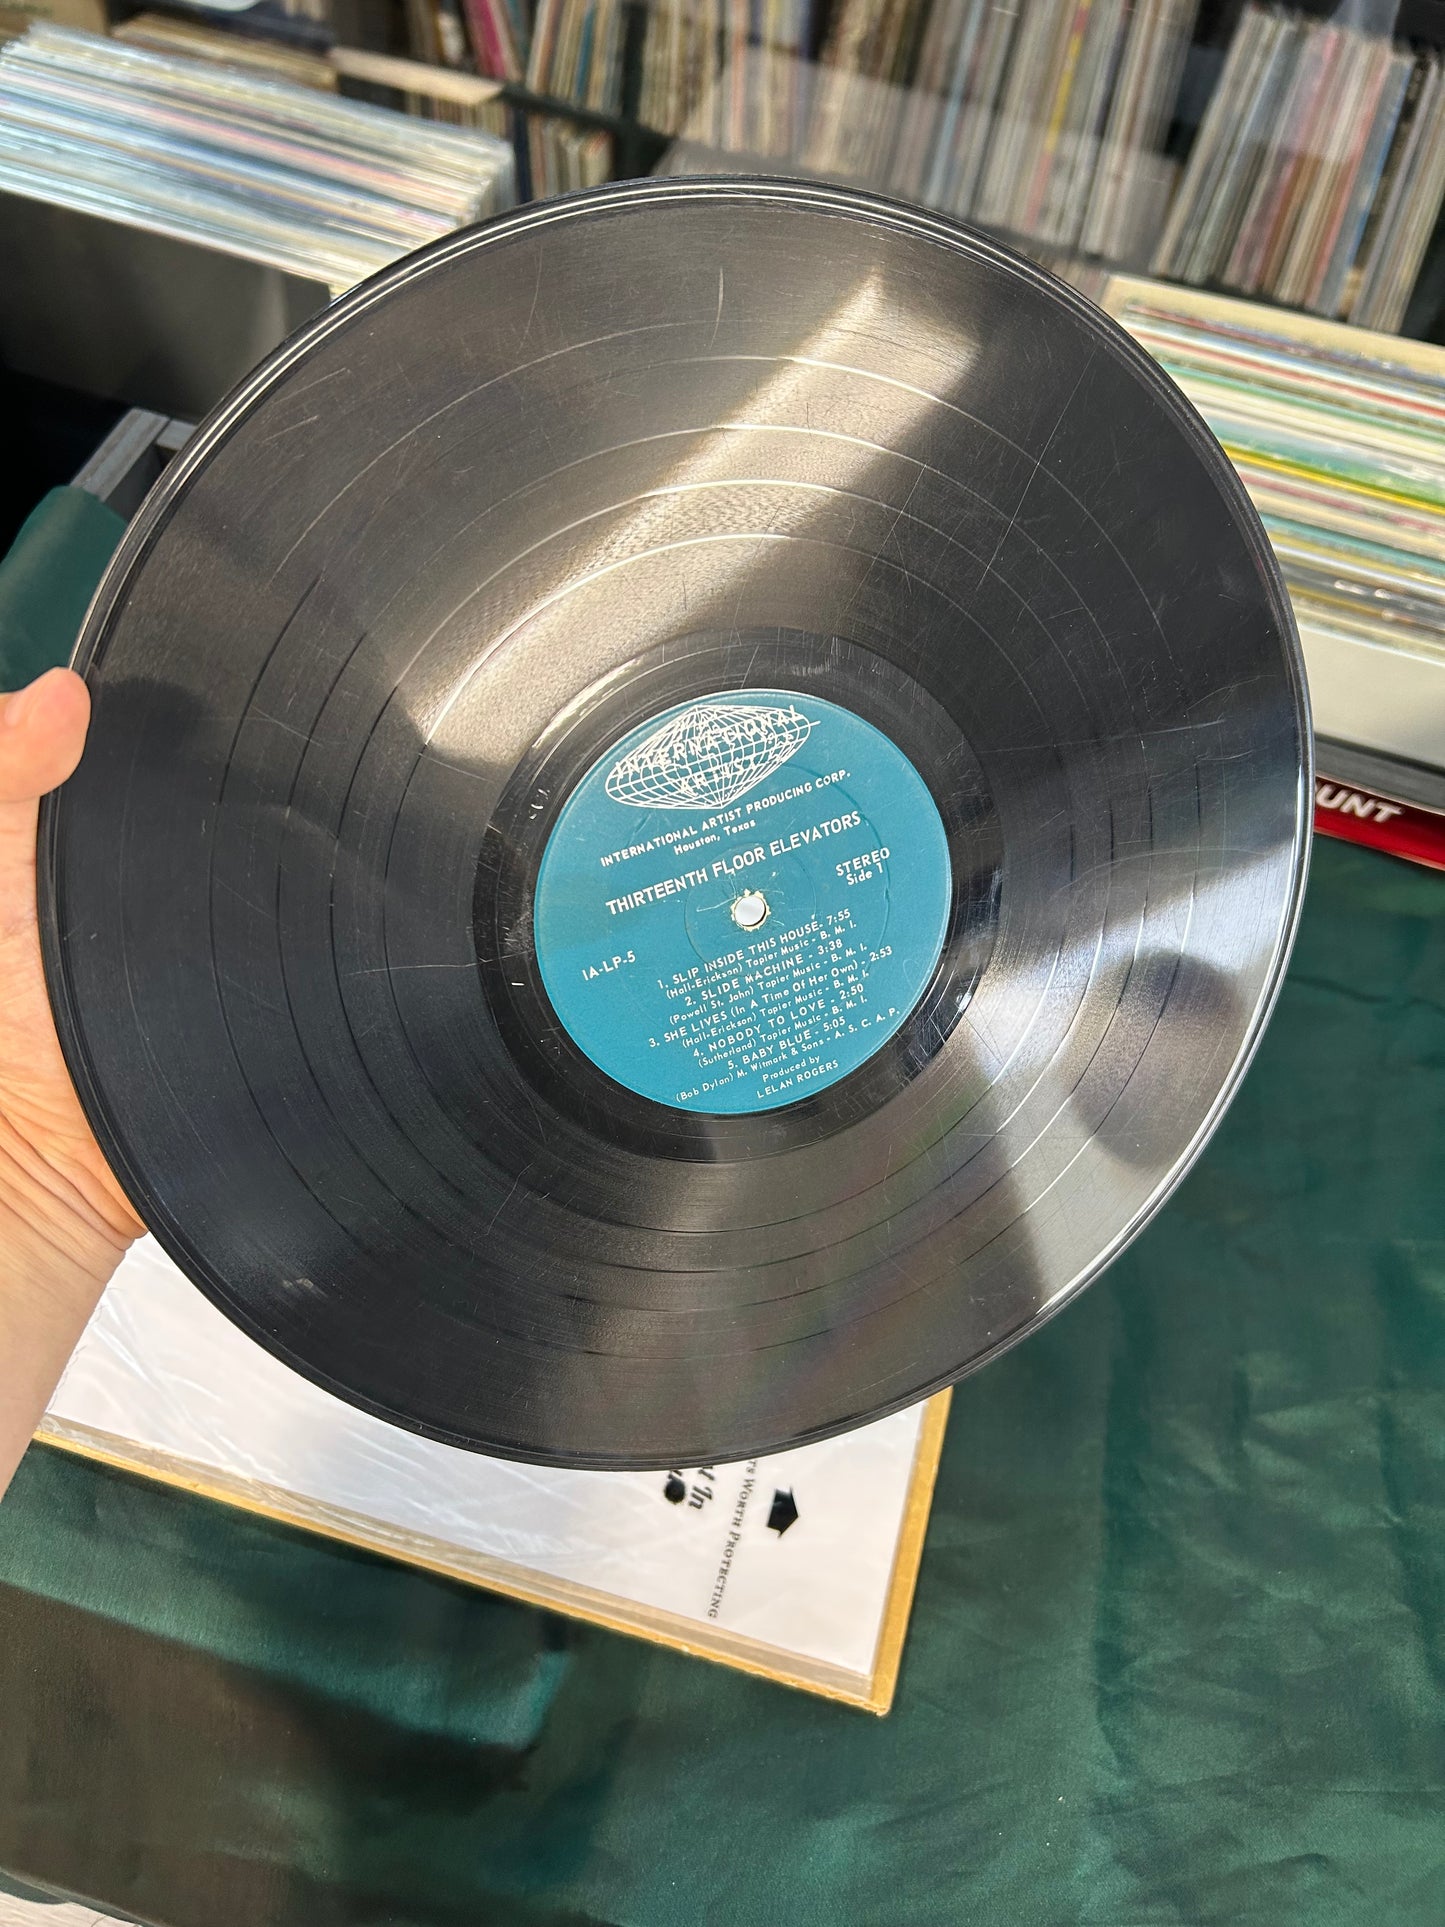 INTERNATIONAL
ARTISTS
INTERNATIONAL ARTIST PRODUCING CORP.
Houston, Texas
THIRTEENTH FLOOR ELEVATORS
STEREO
Side 1
IA-LP-5
1. SLIP INSIDE THIS HOUSE- 7:55
(Hall-Erickson) Tapier Music - B. M. I.
2. SLIDE MACHINE - 3:38
(Powell St. John) Tapier Music - B. M. I.
3. SHE LIVES (In A Time Of Her Own) - 2:53
(Hall-Erickson) Tapier Music - B. M. I.
4. NOBODY TO LOVE - 2:50
(Sutherland) Tapier Music - B. M. I.
5. BABY BLUE - 5:05
(Bob Dylan) M. Witmark & Sons - A. S. C. A. P.
Produced by
LELAN ROGERS
UNT
In
WORTH PROTECTING